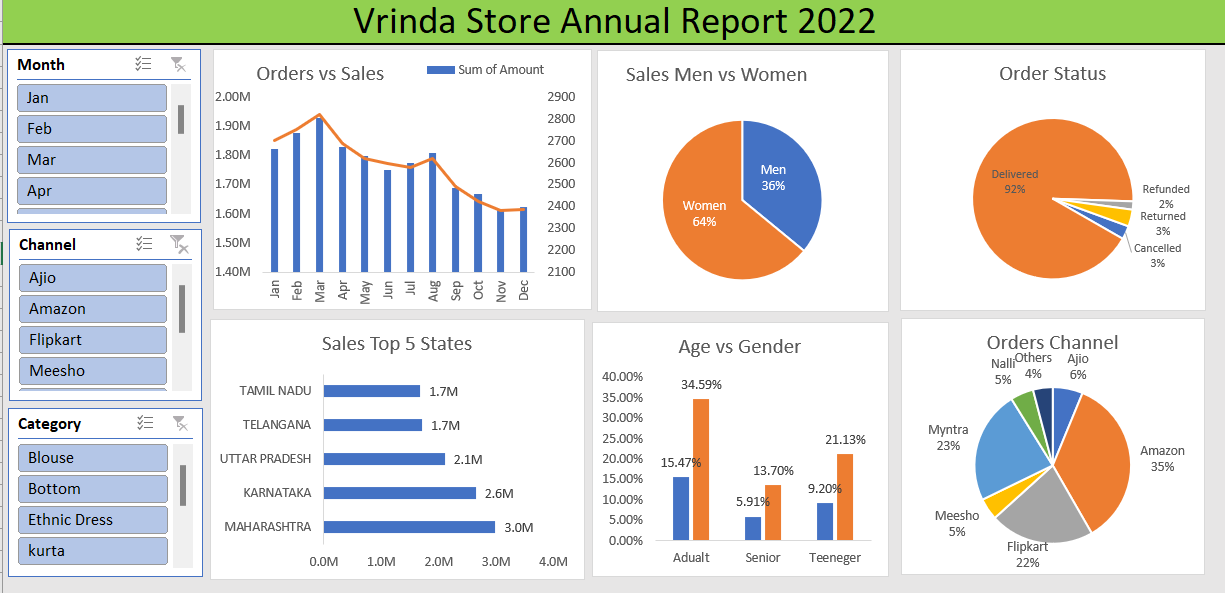 Vrinda Store Annual Report 2022
Month
Jan
Feb
Mar
Apr
Channel
Ajio
Amazon
Flipkart
Meesho
Category
Blouse
Bottom
Ethnic Dress
kurta
Orders vs Sales
Sum of Amount
2.00M
1.90M
1.80M
1.70M
1.60M
1.50M
1.40M
2900
2800
2700
2600
2500
2400
2300
2200
2100
Jan
Feb
Mar
Apr
May
Jun
Jul
Aug
Sep
Oct
Nov
Dec
Sales Men vs Women
Men
36%
Women
64%
Order Status
Delivered
92%
Refunded
2%
Returned
3%
Cancelled
3%
Sales Top 5 States
TAMIL NADU 1.7M
TELANGANA 1.7M
UTTAR PRADESH 2.1M
KARNATAKA 2.6M
MAHARASHTRA 3.0M
0.0M 1.0M 2.0M 3.0M 4.0M
Age vs Gender
40.00%
35.00%
30.00%
25.00%
20.00%
15.00%
10.00%
5.00%
0.00%
15.47%
34.59%
5.91%
13.70%
9.20%
21.13%
Adualt Senior Teeneger
Orders Channel
Nalli
5%
Others
4%
Ajio
6%
Amazon
35%
Flipkart
22%
Meesho
5%
Myntra
23%